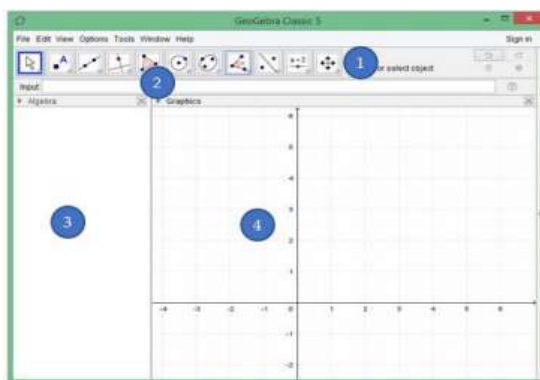 GeoGebra Classic 5
File Edit View Options Tools Window Help Sign in
A a=2 1 or select object
2
Input:
Algebra Graphics
6
5
4
3 4 3
2
1
-4 -3 -2 -1 0 1 2 3 4 5 6
-1
-2